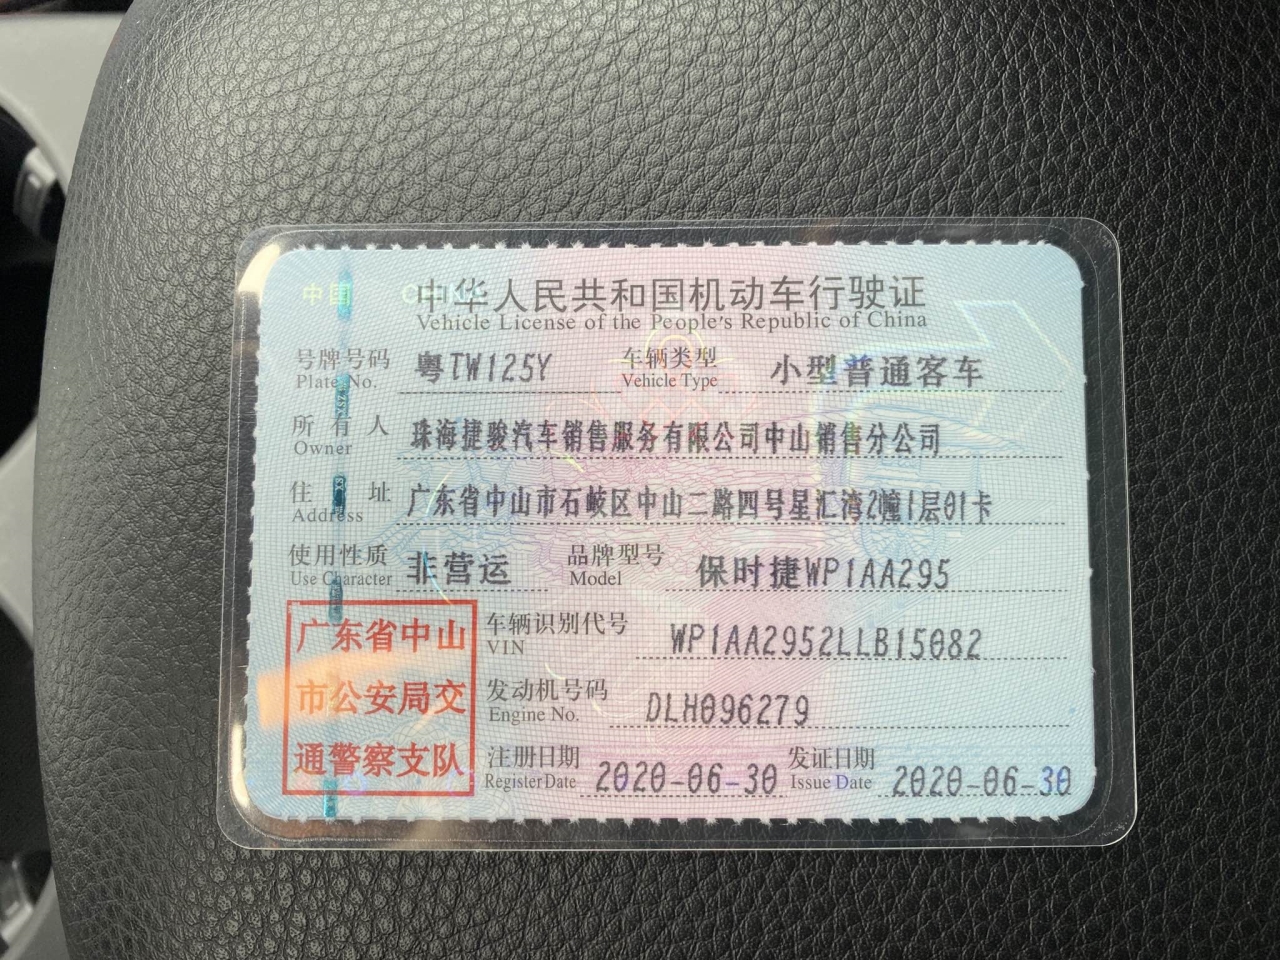 中国 CHINA
中华人民共和国机动车行驶证
Vehicle License of the People's Republic of China
号牌号码 粤TW125Y 车辆类型 小型普通客车
Plate No. Vehicle Type
所有人 珠海捷骏汽车销售服务有限公司中山销售分公司
Owner
住址 广东省中山市石岐区中山二路四号星汇湾2幢1层01卡
Address
使用性质 非营运 品牌型号 保时捷WP1AA295
Use Character Model
广东省中山
市公安局交
通警察支队
车辆识别代号 WP1AA2952LLB15082
VIN
发动机号码 DLH096279
Engine No.
注册日期 2020-06-30 发证日期 2020-06-30
Register Date Issue Date